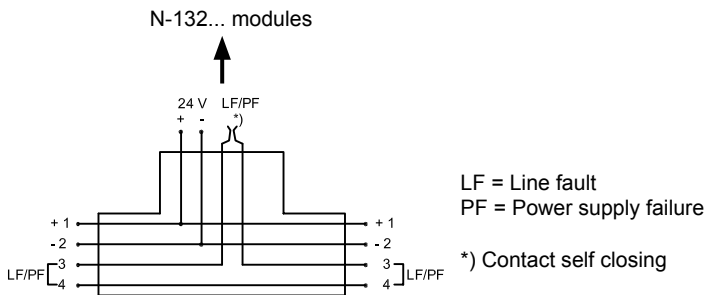 N-132... modules
24 V LF/PF
+ - *)
LF = Line fault
PF = Power supply failure
*) Contact self closing
+ 1 + 1
- 2 - 2
3 3
LF/PF LF/PF
4 4